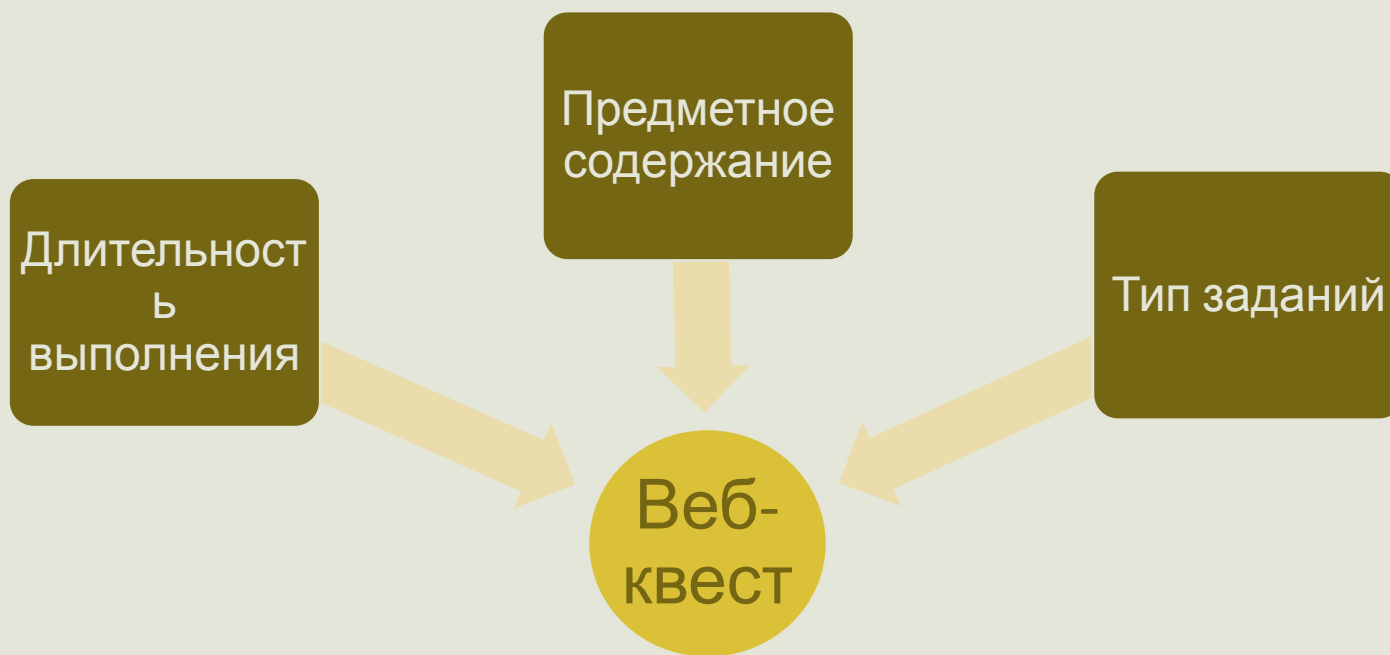 Предметное
содержание
Длительност
ь
выполнения
Тип заданий
Веб-
квест